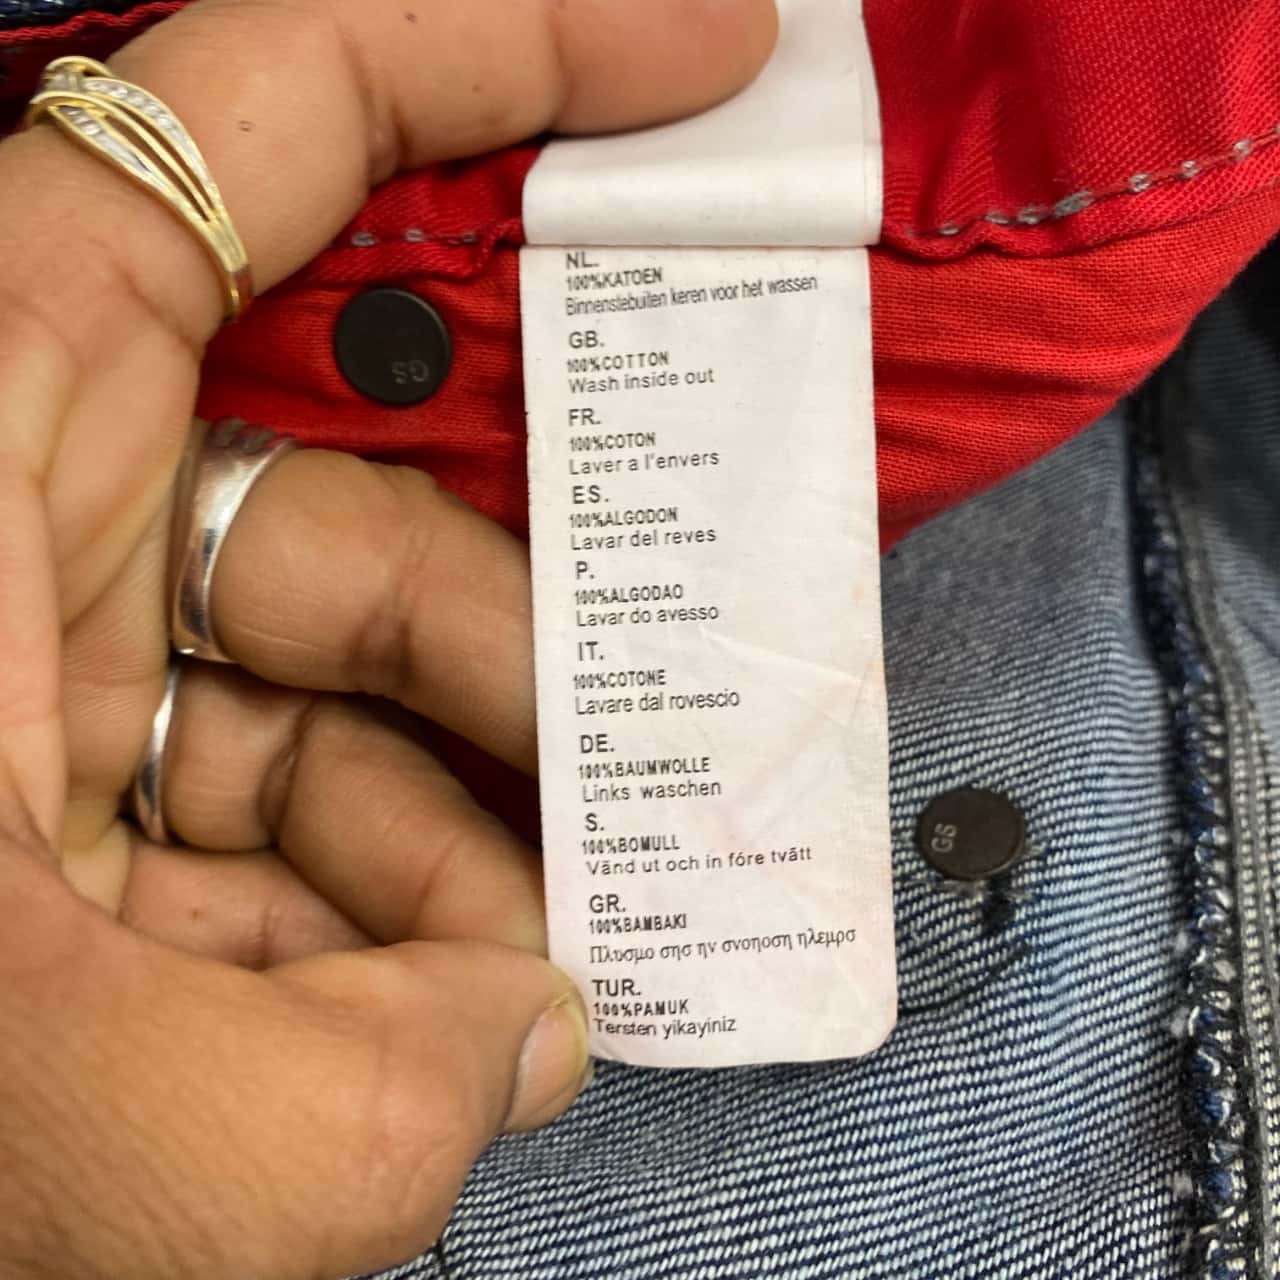 NL.
100%KATOEN
Binnenstebuiten keren voor het wassen
GB.
100%COTTON
Wash inside out
FR.
100%COTON
Laver a l'envers
ES.
100%ALGODON
Lavar del reves
P.
100%ALGODAO
Lavar do avesso
IT.
100%COTONE
Lavare dal rovescio
DE.
100%BAUMWOLLE
Links waschen
S.
100%BOMULL
Vänd ut och in fóre tvätt
GR.
100%BAMBAKI
Πλυσμο σησ ην σνοηοση ηλεμρσ
TUR.
100%PAMUK
Tersten yikayiniz
GS
GS